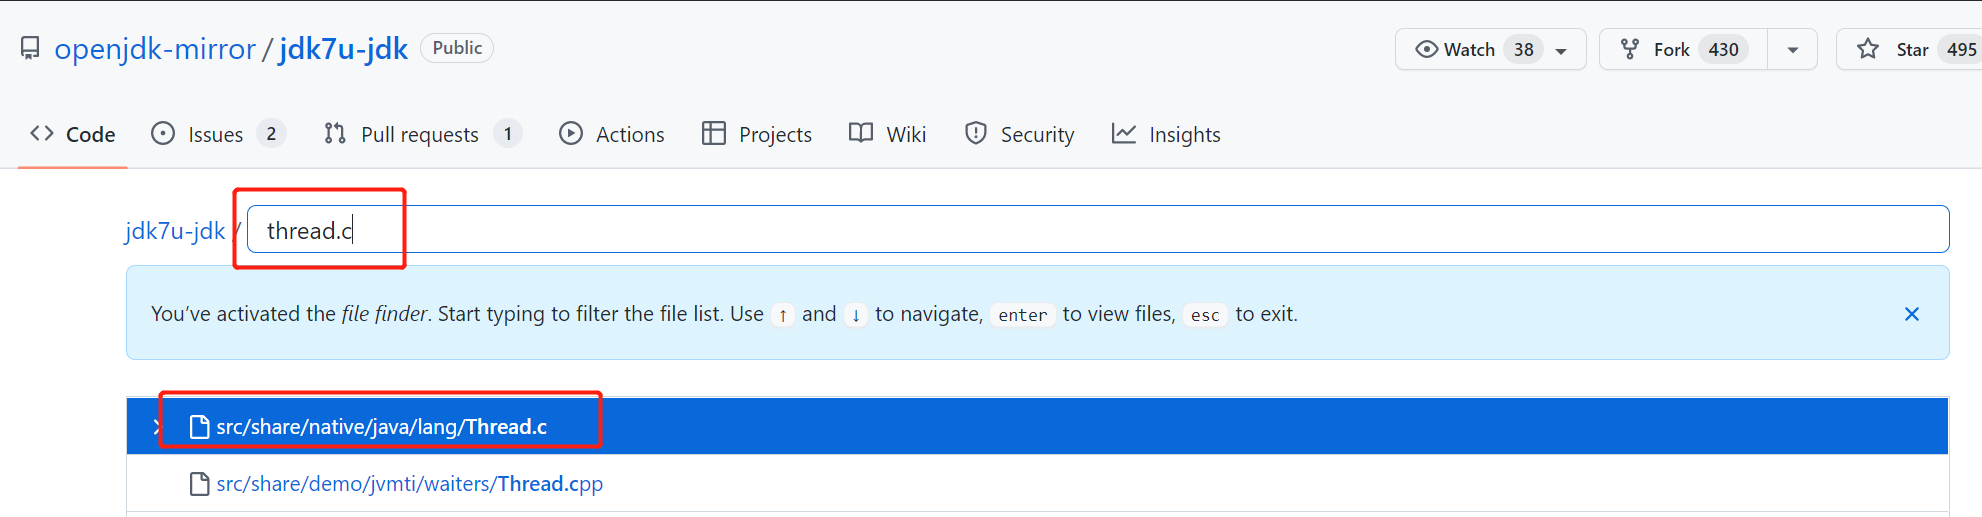 openjdk-mirror / jdk7u-jdk Public Watch 38 Fork 430 Star 495
Code Issues 2 Pull requests 1 Actions Projects Wiki Security Insights
jdk7u-jdk / thread.c
You've activated the file finder. Start typing to filter the file list. Use ↑ and ↓ to navigate, enter to view files, esc to exit.
src/share/native/java/lang/Thread.c
src/share/demo/jvmti/waiters/Thread.cpp